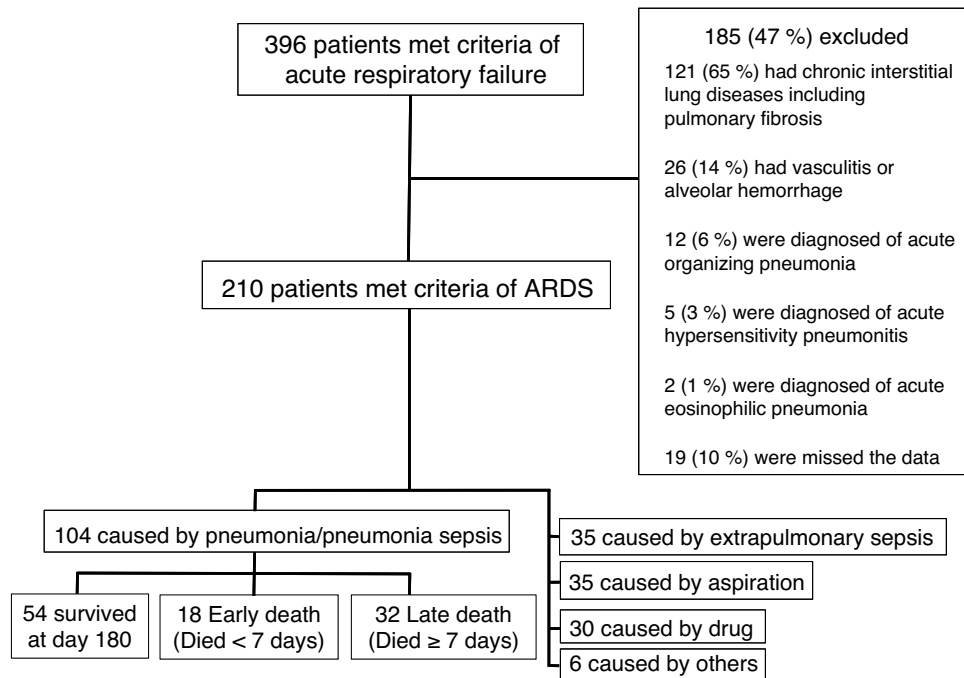 396 patients met criteria of
acute respiratory failure
185 (47 %) excluded
121 (65 %) had chronic interstitial
lung diseases including
pulmonary fibrosis
26 (14 %) had vasculitis or
alveolar hemorrhage
12 (6 %) were diagnosed of acute
organizing pneumonia
5 (3 %) were diagnosed of acute
hypersensitivity pneumonitis
2 (1 %) were diagnosed of acute
eosinophilic pneumonia
19 (10 %) were missed the data
210 patients met criteria of ARDS
104 caused by pneumonia/pneumonia sepsis
54 survived
at day 180
18 Early death
(Died < 7 days)
32 Late death
(Died ≥ 7 days)
35 caused by extrapulmonary sepsis
35 caused by aspiration
30 caused by drug
6 caused by others